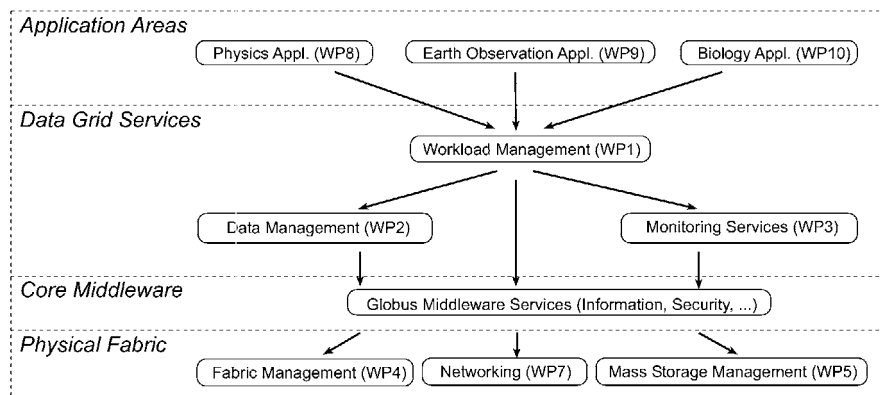 Application Areas
Physics Appl. (WP8)
Earth Observation Appl. (WP9)
Biology Appl. (WP10)
Data Grid Services
Workload Management (WP1)
Data Management (WP2)
Monitoring Services (WP3)
Core Middleware
Globus Middleware Services (Information, Security, ...)
Physical Fabric
Fabric Management (WP4)
Networking (WP7)
Mass Storage Management (WP5)